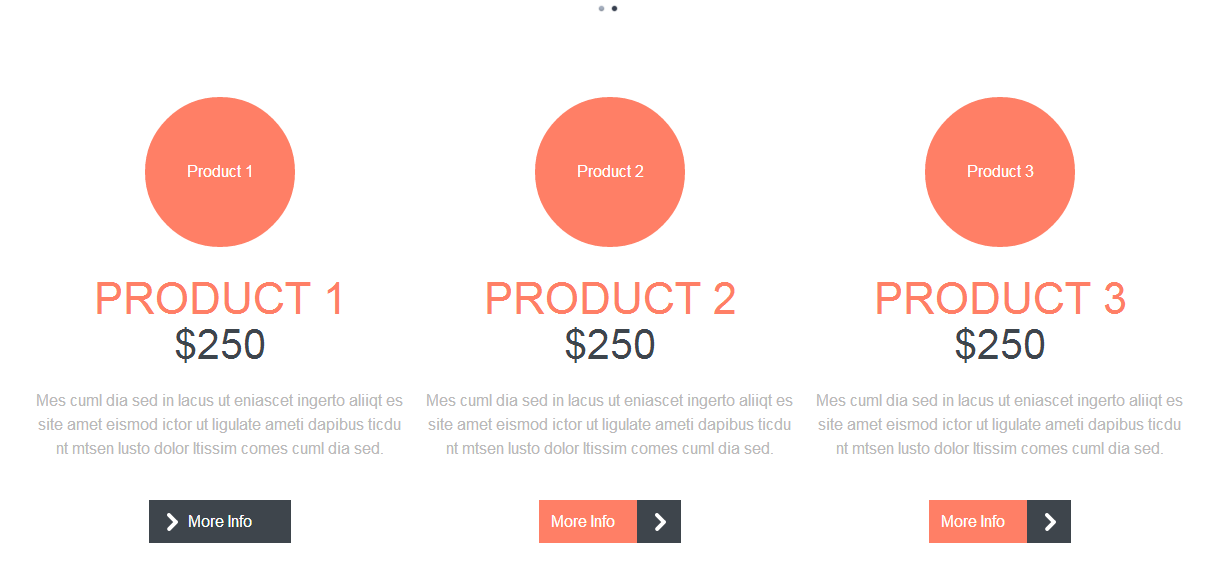 Product 1
PRODUCT 1
$250
Mes cuml dia sed in lacus ut eniascet ingerto aliiqt es
site amet eismod ictor ut ligulate ameti dapibus ticdu
nt mtsen lusto dolor ltissim comes cuml dia sed.
More Info
Product 2
PRODUCT 2
$250
Mes cuml dia sed in lacus ut eniascet ingerto aliiqt es
site amet eismod ictor ut ligulate ameti dapibus ticdu
nt mtsen lusto dolor ltissim comes cuml dia sed.
More Info
Product 3
PRODUCT 3
$250
Mes cuml dia sed in lacus ut eniascet ingerto aliiqt es
site amet eismod ictor ut ligulate ameti dapibus ticdu
nt mtsen lusto dolor ltissim comes cuml dia sed.
More Info